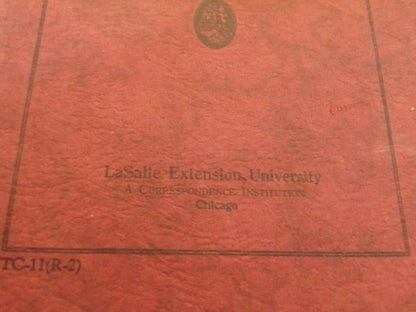 LaSalle Extension University
A Correspondence Institution
Chicago
TC-11(R-2)